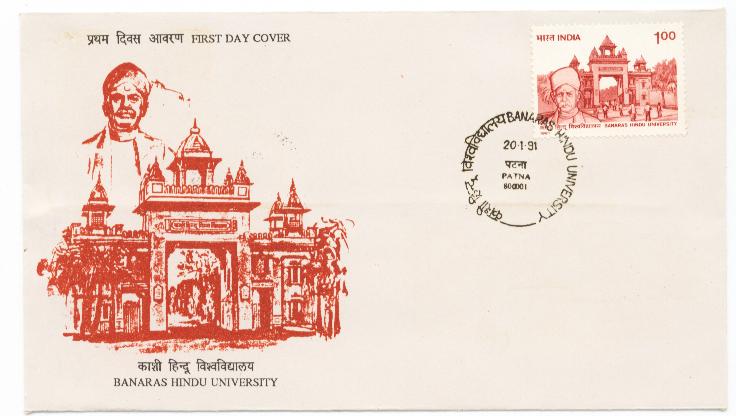 प्रथम दिवस आवरण FIRST DAY COVER
भारत INDIA 1.00
काशी हिन्दू विश्वविद्यालय BANARAS HINDU UNIVERSITY
काशी हिन्दू विश्वविद्यालय BANARAS HINDU UNIVERSITY
20·1·91
पटना
PATNA
800001
काशी हिन्दू विश्वविद्यालय
BANARAS HINDU UNIVERSITY